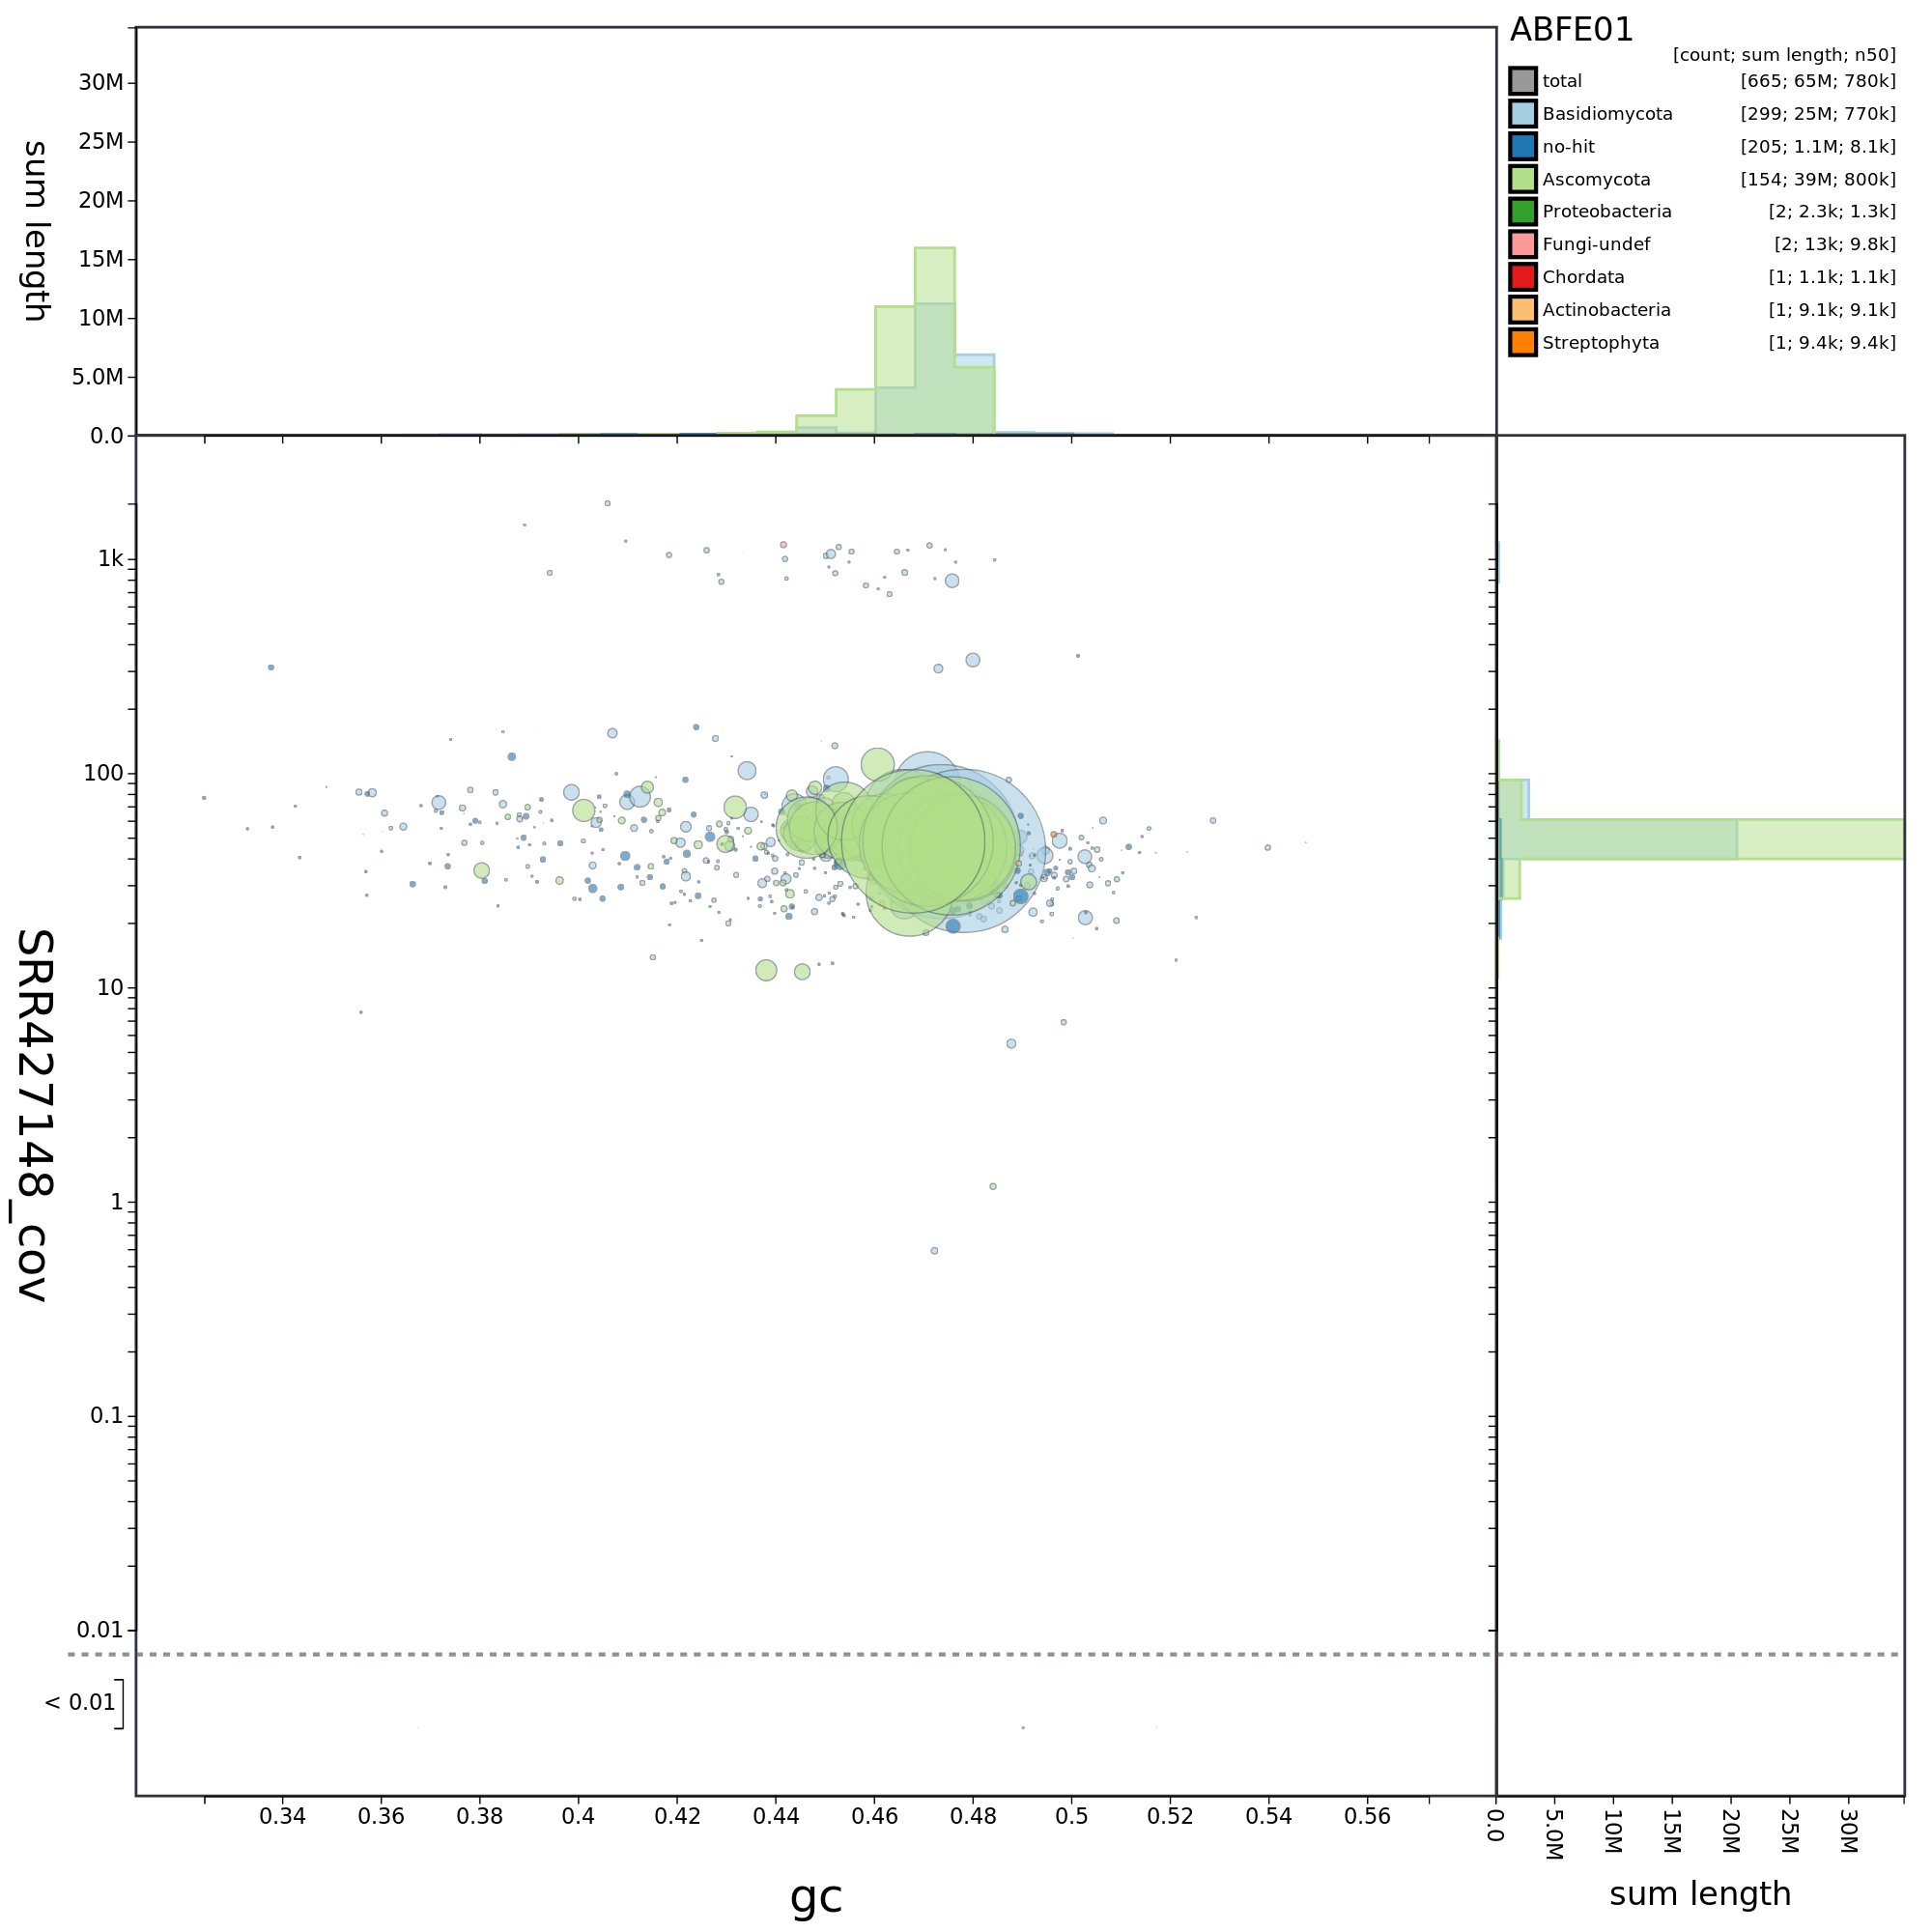 ABFE01
[count; sum length; n50]
total [665; 65M; 780k]
Basidiomycota [299; 25M; 770k]
no-hit [205; 1.1M; 8.1k]
Ascomycota [154; 39M; 800k]
Proteobacteria [2; 2.3k; 1.3k]
Fungi-undef [2; 13k; 9.8k]
Chordata [1; 1.1k; 1.1k]
Actinobacteria [1; 9.1k; 9.1k]
Streptophyta [1; 9.4k; 9.4k]
sum length
30M
25M
20M
15M
10M
5.0M
0.0
SRR427148_cov
1k
100
10
1
0.1
0.01
< 0.01
0.34 0.36 0.38 0.4 0.42 0.44 0.46 0.48 0.5 0.52 0.54 0.56
gc
0.0 5.0M 10M 15M 20M 25M 30M
sum length